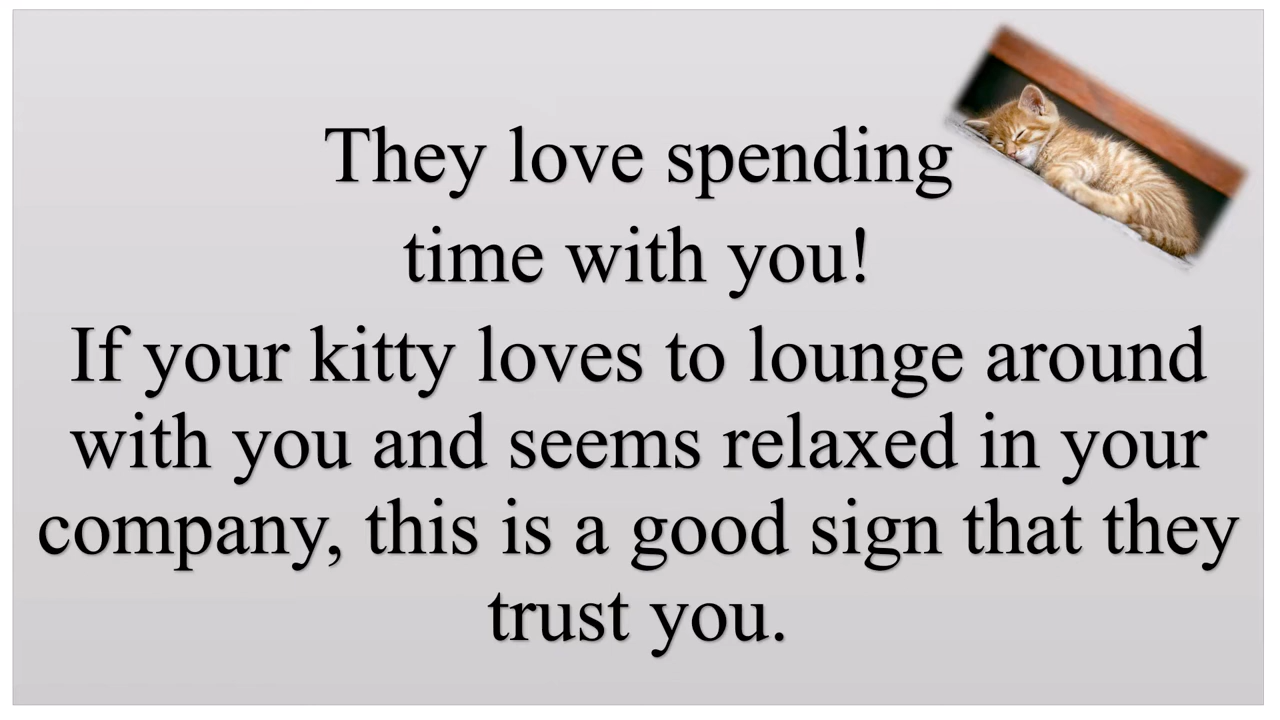 They love spending
time with you!
If your kitty loves to lounge around
with you and seems relaxed in your
company, this is a good sign that they
trust you.